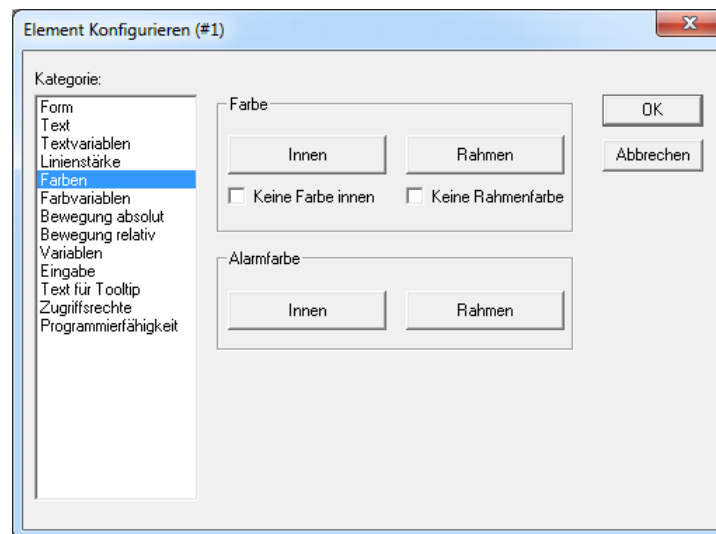 Element Konfigurieren (#1)
Kategorie:
Form
Text
Textvariablen
Linienstärke
Farben
Farbvariablen
Bewegung absolut
Bewegung relativ
Variablen
Eingabe
Text für Tooltip
Zugriffsrechte
Programmierfähigkeit
Farbe
Innen
Rahmen
Keine Farbe innen
Keine Rahmenfarbe
Alarmfarbe
Innen
Rahmen
OK
Abbrechen